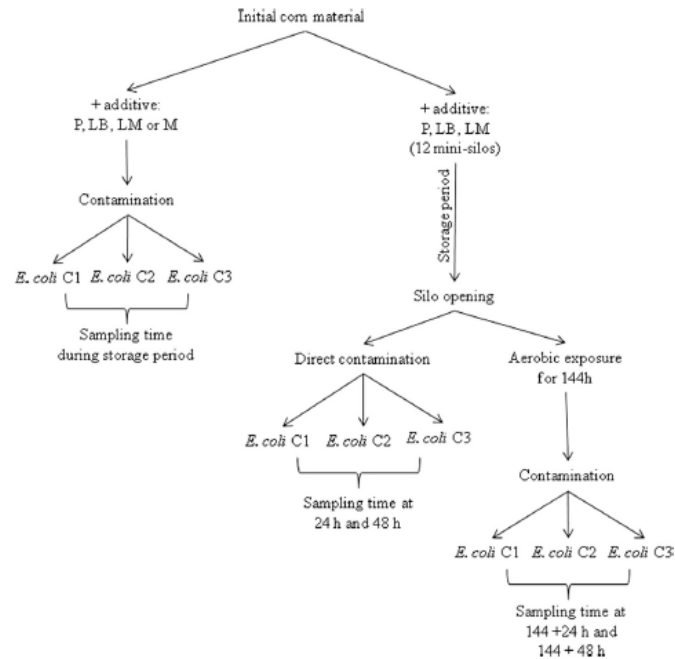 Initial corn material
+ additive:
P, LB, LM or M
Contamination
E. coli C1 E. coli C2 E. coli C3
Sampling time
during storage period
+ additive:
P, LB, LM
(12 mini-silos)
Storage period
Silo opening
Direct contamination
E. coli C1 E. coli C2 E. coli C3
Sampling time at
24 h and 48 h
Aerobic exposure
for 144h
Contamination
E. coli C1 E. coli C2 E. coli C3
Sampling time at
144 +24 h and
144 + 48 h